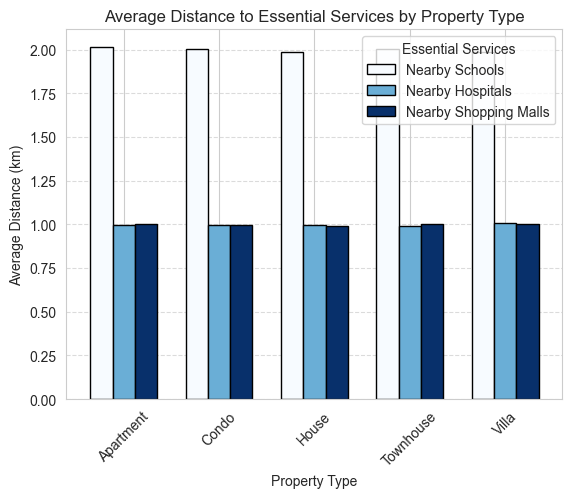 Average Distance to Essential Services by Property Type
Essential Services
Nearby Schools
Nearby Hospitals
Nearby Shopping Malls
Average Distance (km)
2.00
1.75
1.50
1.25
1.00
0.75
0.50
0.25
0.00
Apartment
Condo
House
Townhouse
Villa
Property Type